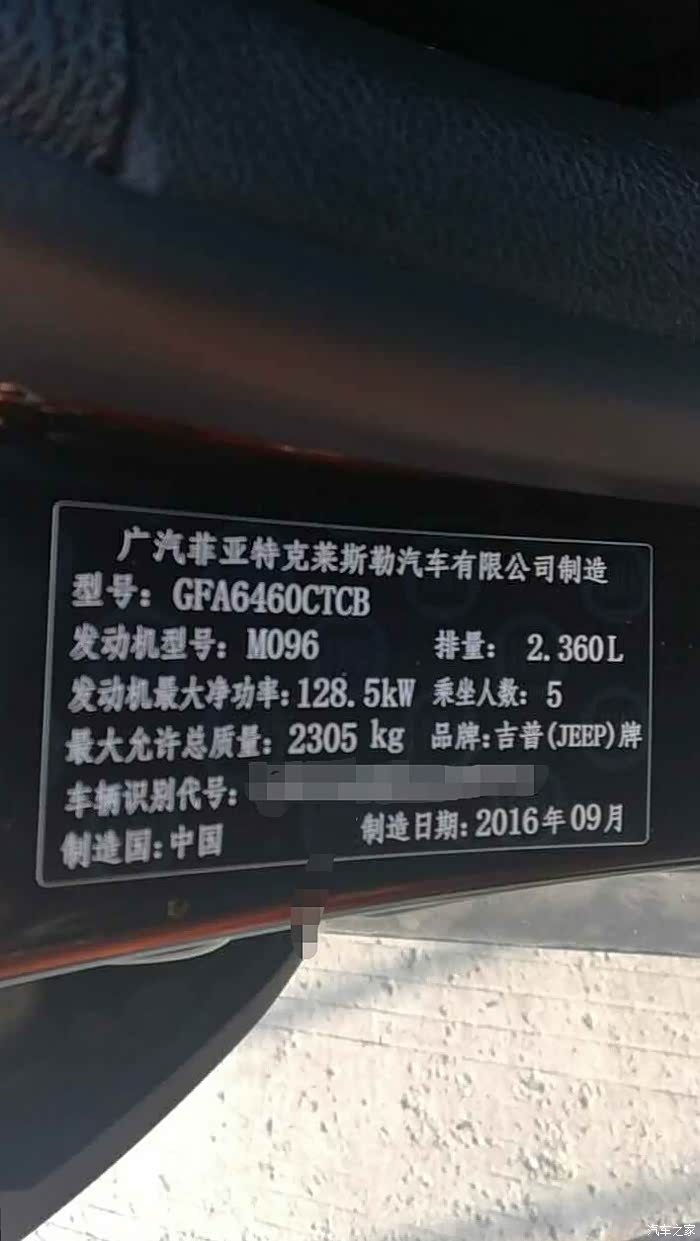 广汽菲亚特克莱斯勒汽车有限公司制造
型号: GFA6460CTCB
发动机型号: M096 排量: 2.360L
发动机最大净功率: 128.5kW 乘坐人数: 5
最大允许总质量: 2305 kg 品牌: 吉普(JEEP)牌
车辆识别代号:
制造国: 中国 制造日期: 2016年09月
汽车之家